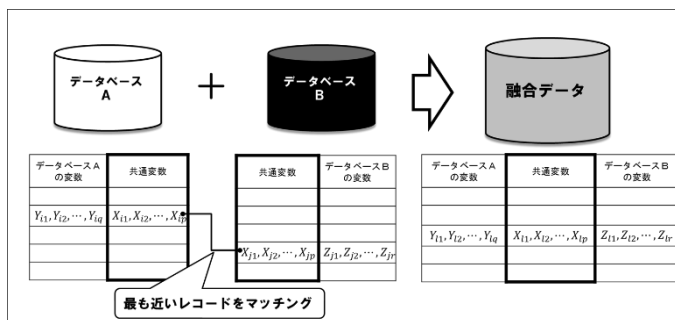 データベース
A
+
データベース
B
融合データ
データベースA
の変数
共通変数
共通変数
データベースB
の変数
データベースA
の変数
共通変数
データベースB
の変数
Y_{i1}, Y_{i2}, ⋯, Y_{iq}
X_{i1}, X_{i2}, ⋯, X_{ip}
X_{j1}, X_{j2}, ⋯, X_{jp}
Z_{j1}, Z_{j2}, ⋯, Z_{jr}
Y_{l1}, Y_{l2}, ⋯, Y_{lq}
X_{l1}, X_{l2}, ⋯, X_{lp}
Z_{l1}, Z_{l2}, ⋯, Z_{lr}
最も近いレコードをマッチング